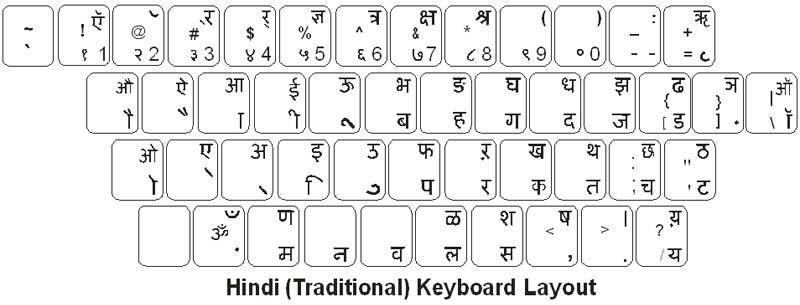 ~ ! ऍ @ ॅ # ्र $ र् % ज्ञ ^ त्र & क्ष * श्र ( ) _ : + ऋ
` १ 1 २ 2 ३ 3 ४ 4 ५ 5 ६ 6 ७ 7 ८ 8 ९ 9 ० 0 - - = ृ
औ ऐ आ ई ऊ भ ङ घ ध झ { ढ } ञ | ऑ
ौ ै ा ी ू ब ह ग द ज [ ड ] ़ \ ॉ
ओ ए अ इ उ फ ऱ ख थ : छ " ठ
ो े ् ि ु प र क त ; च ' ट
ँ ॐ ण ळ श < ष > । ? य़
ं म न व ल स , . / य
Hindi (Traditional) Keyboard Layout